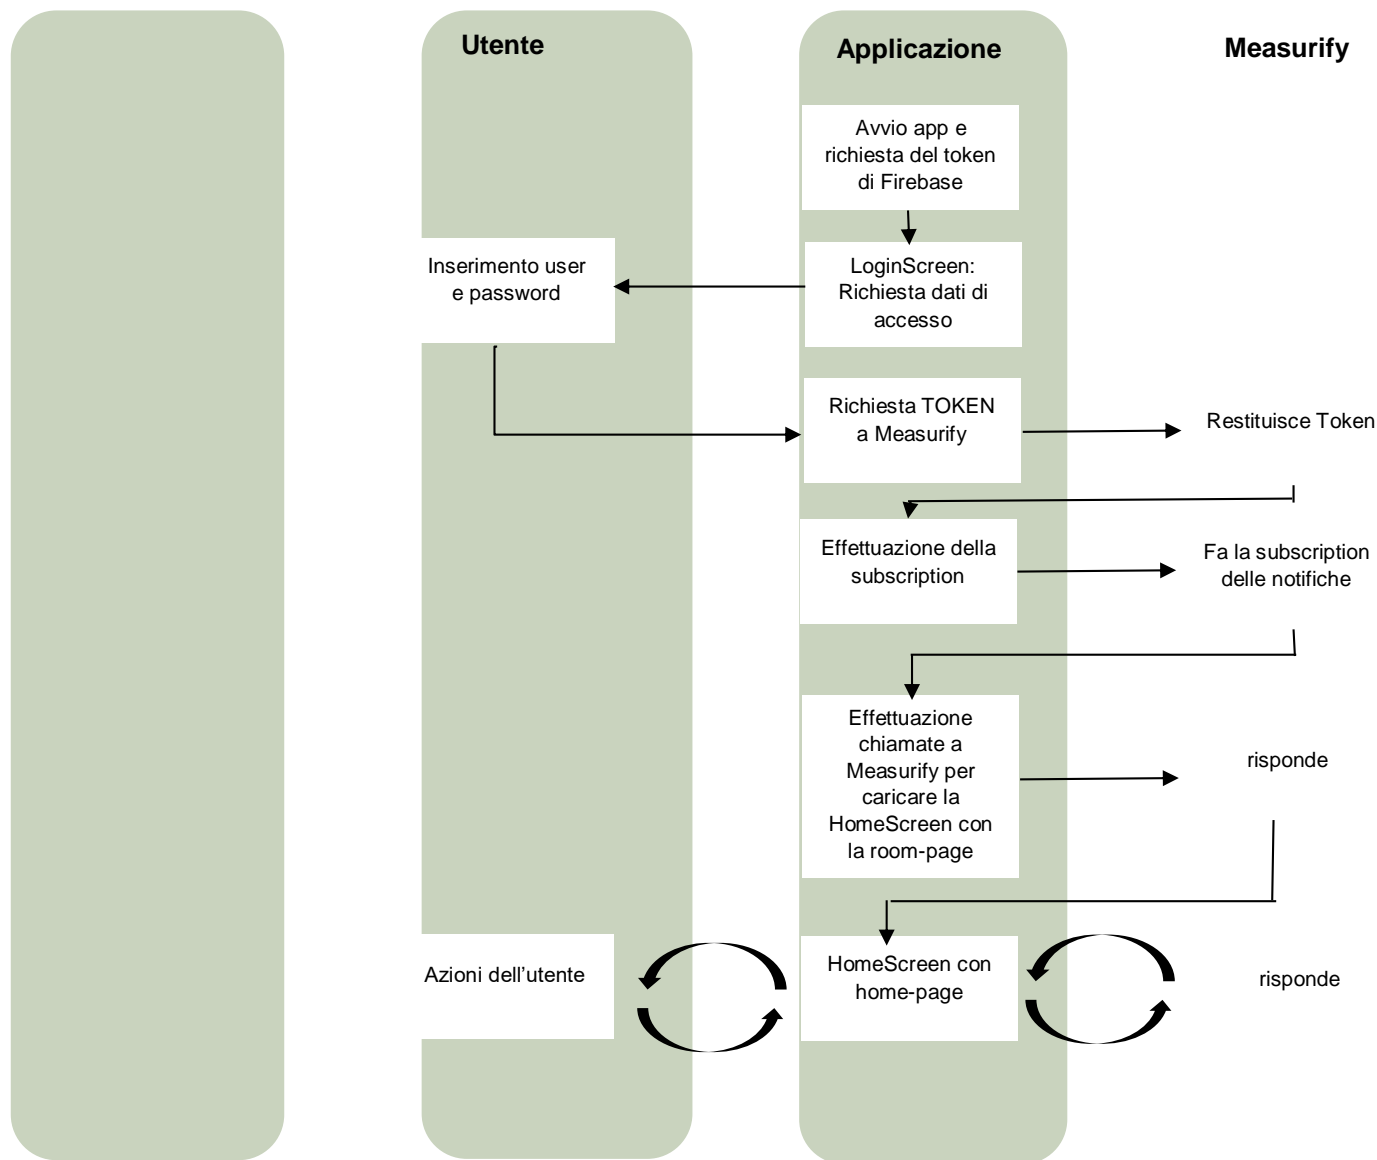 Utente
Applicazione
Measurify
Avvio app e
richiesta del token
di Firebase
Inserimento user
e password
LoginScreen:
Richiesta dati di
accesso
Richiesta TOKEN
a Measurify
Restituisce Token
Effettuazione della
subscription
Fa la subscription
delle notifiche
Effettuazione
chiamate a
Measurify per
caricare la
HomeScreen con
la room-page
risponde
Azioni dell’utente
HomeScreen con
home-page
risponde